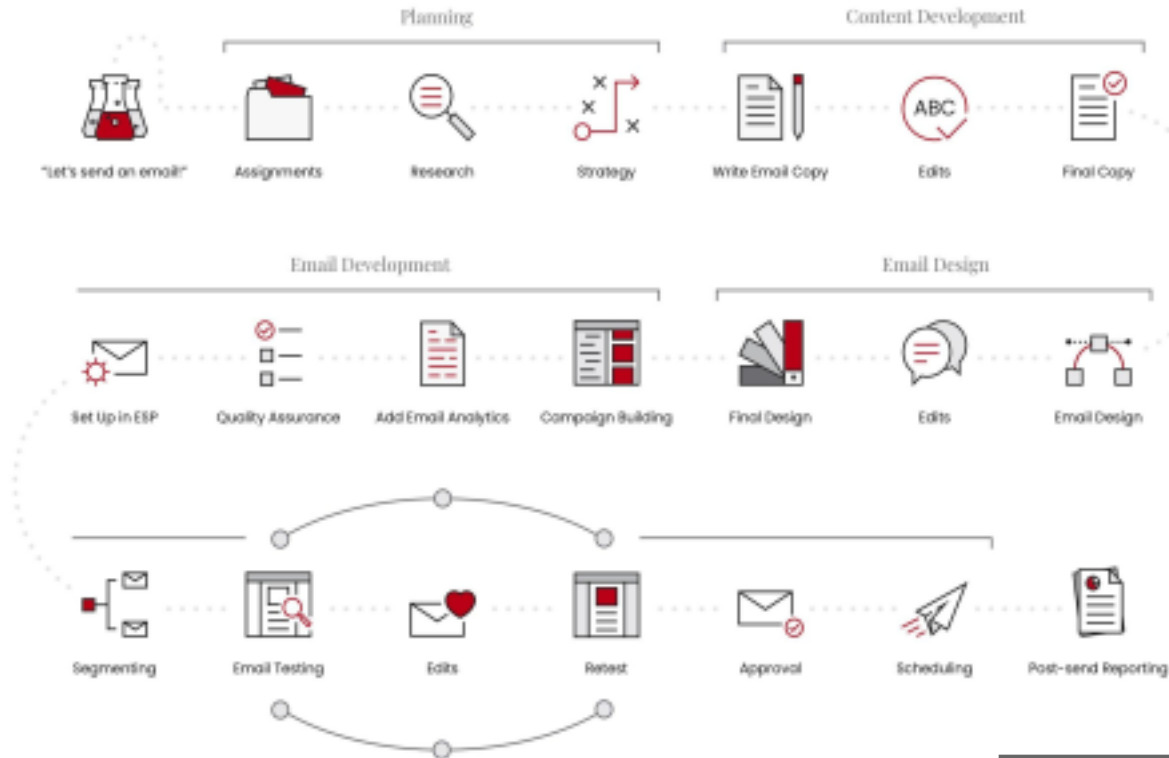 Planning
Content Development
"Let's send an email!"
Assignments
Research
Strategy
Write Email Copy
ABC
Edits
Final Copy
Email Development
Email Design
Set Up in ESP
Quality Assurance
Add Email Analytics
Campaign Building
Final Design
Edits
Email Design
Segmenting
Email Testing
Edits
Retest
Approval
Scheduling
Post-send Reporting